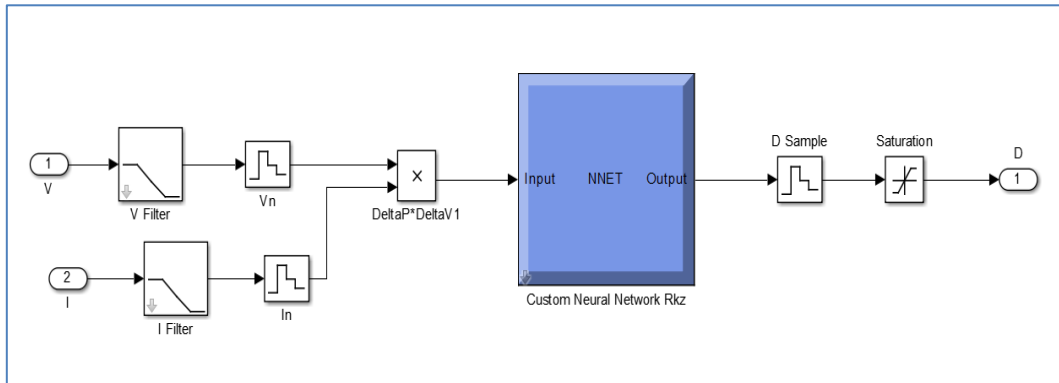 1
V
V Filter
Vn
2
I
I Filter
In
×
DeltaP*DeltaV1
Input NNET Output
Custom Neural Network Rkz
D Sample
Saturation
D
1